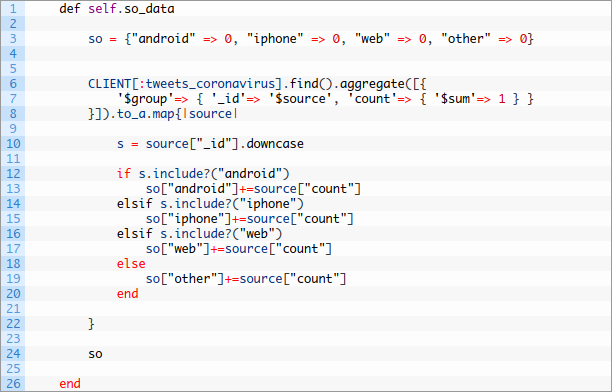 1 def self.so_data
2
3 so = {"android" => 0, "iphone" => 0, "web" => 0, "other" => 0}
4
5
6 CLIENT[:tweets_coronavirus].find().aggregate([{
7 '$group'=> { '_id'=> '$source', 'count'=> { '$sum'=> 1 } }
8 }]).to_a.map{|source|
9
10 s = source["_id"].downcase
11
12 if s.include?("android")
13 so["android"]+=source["count"]
14 elsif s.include?("iphone")
15 so["iphone"]+=source["count"]
16 elsif s.include?("web")
17 so["web"]+=source["count"]
18 else
19 so["other"]+=source["count"]
20 end
21
22 }
23
24 so
25
26 end